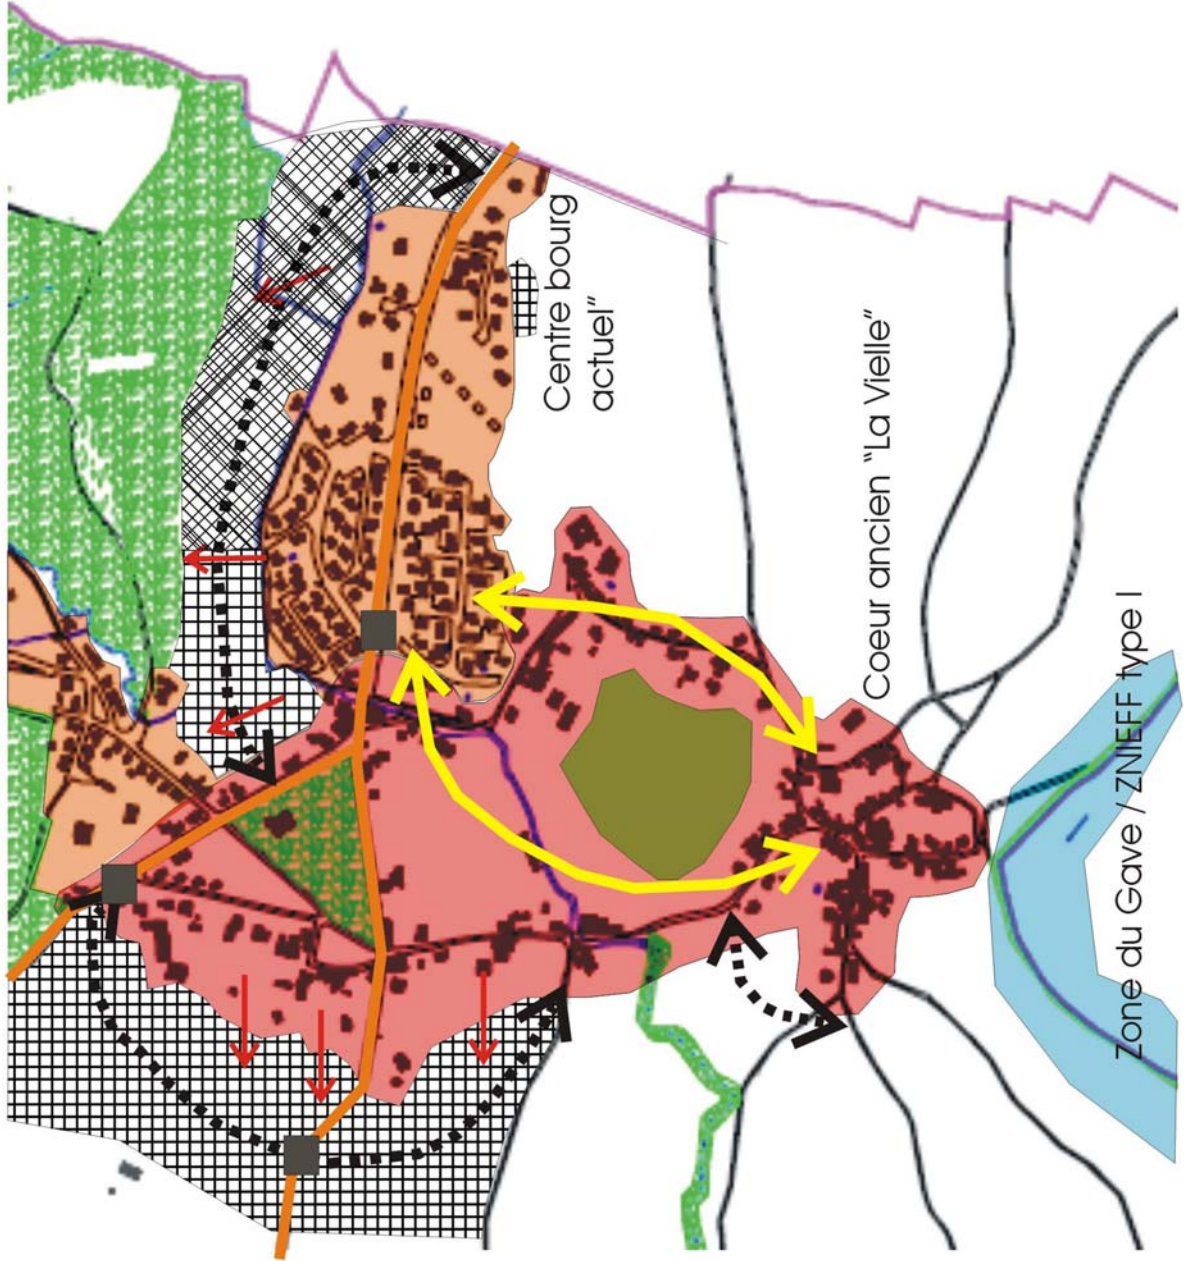 Centre bourg
actuel"
Coeur ancien "La Vielle"
Zone du Gave / ZNIEFF type I